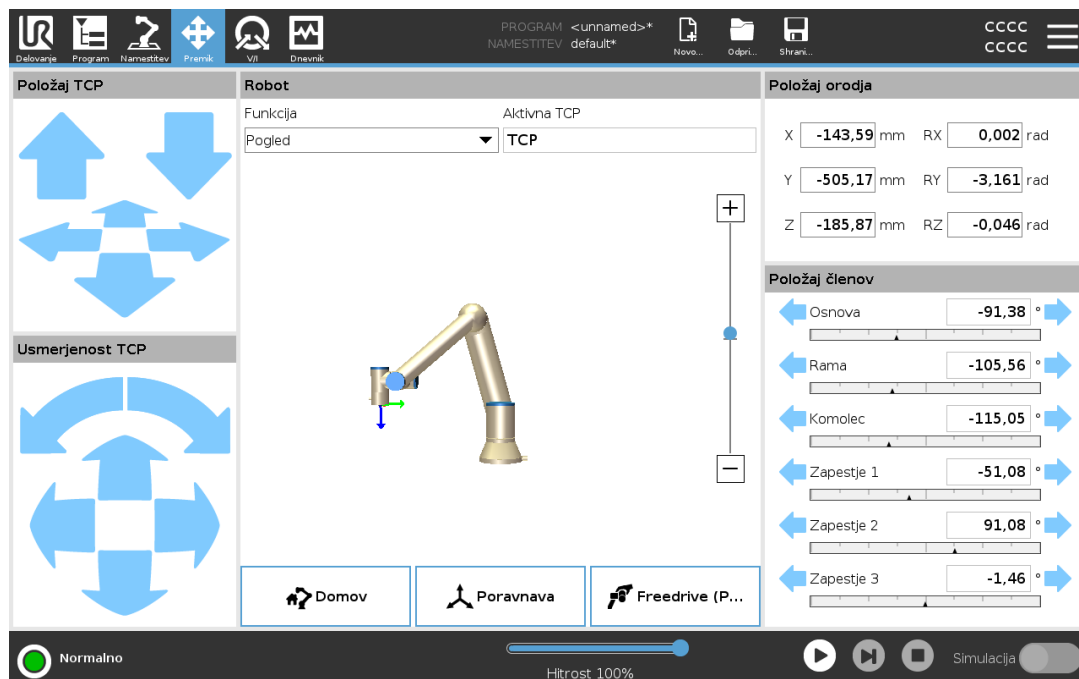 UR
PROGRAM <unnamed>*
NAMESTITEV default*
CCCC
CCCC
Delovanje Program Namestitev Premik V/I Dnevnik Novo... Odpri... Shrani...
Položaj TCP
Robot
Položaj orodja
Funkcija
Aktivna TCP
Pogled
TCP
X -143,59 mm RX 0,002 rad
Y -505,17 mm RY -3,161 rad
Z -185,87 mm RZ -0,046 rad
Položaj členov
Osnova -91,38 °
Rama -105,56 °
Komolec -115,05 °
Zapestje 1 -51,08 °
Zapestje 2 91,08 °
Zapestje 3 -1,46 °
Usmerjenost TCP
Domov
Poravnava
Freedrive (P...
Normalno
Hitrost 100%
Simulacija